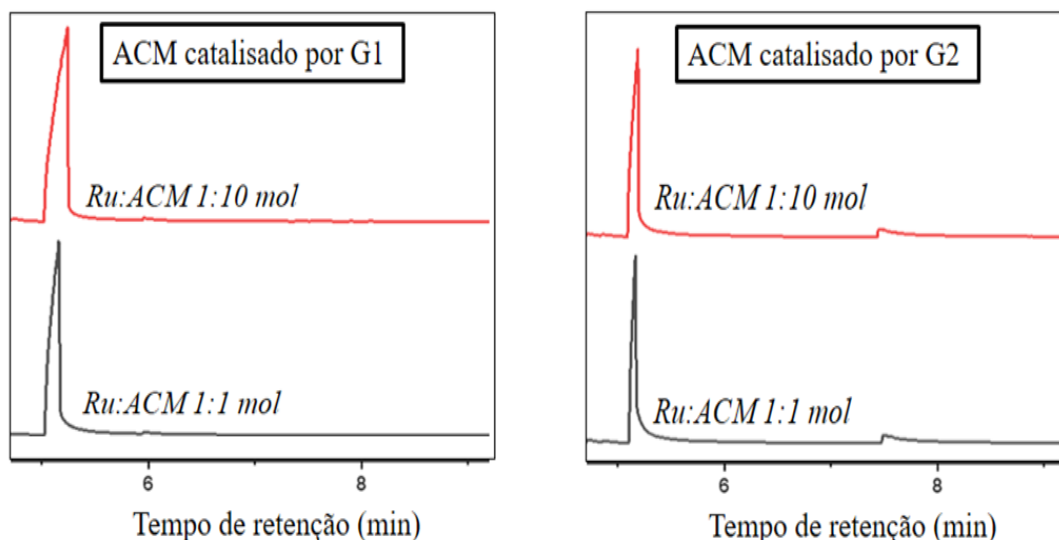 ACM catalisado por G1
Ru:ACM 1:10 mol
Ru:ACM 1:1 mol
6
8
Tempo de retenção (min)
ACM catalisado por G2
Ru:ACM 1:10 mol
Ru:ACM 1:1 mol
6
8
Tempo de retenção (min)